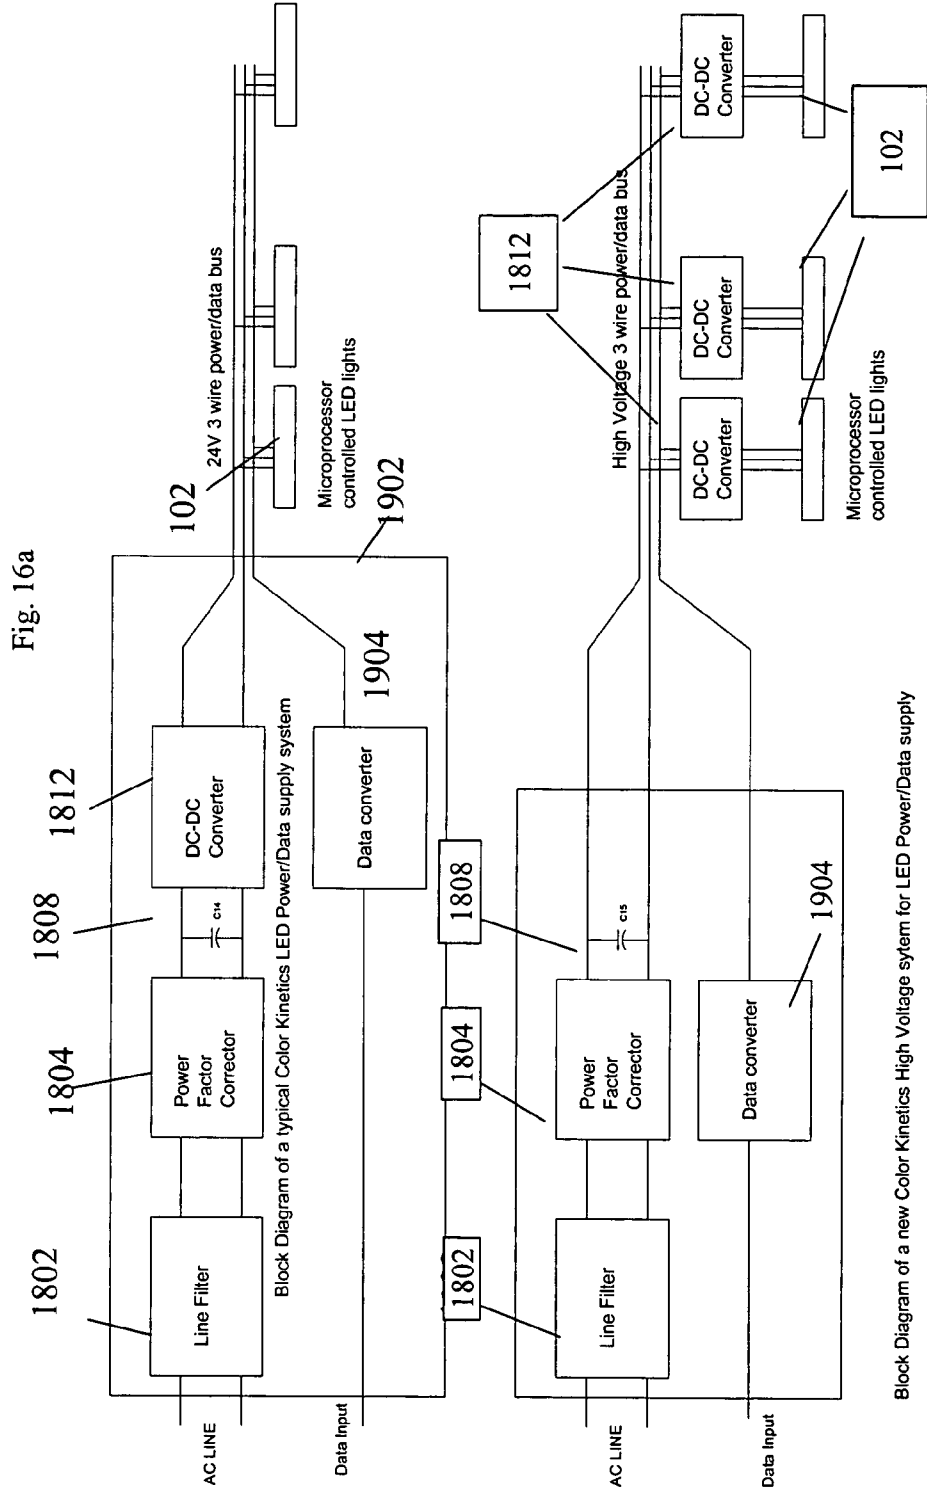 Fig. 16a
1802
1804
1808
1812
102
24V 3 wire power/data bus
AC LINE
Line Filter
Power
Factor
Corrector
C14
DC-DC
Converter
Microprocessor
controlled LED lights
1902
Block Diagram of a typical Color Kinetics LED Power/Data supply system
1904
Data Input
Data converter
1802
1804
1808
1812
High Voltage 3 wire power/data bus
AC LINE
Line Filter
Power
Factor
Corrector
C15
DC-DC
Converter
DC-DC
Converter
DC-DC
Converter
Data Input
Data converter
1904
Microprocessor
controlled LED lights
102
Block Diagram of a new Color Kinetics High Voltage sytem for LED Power/Data supply